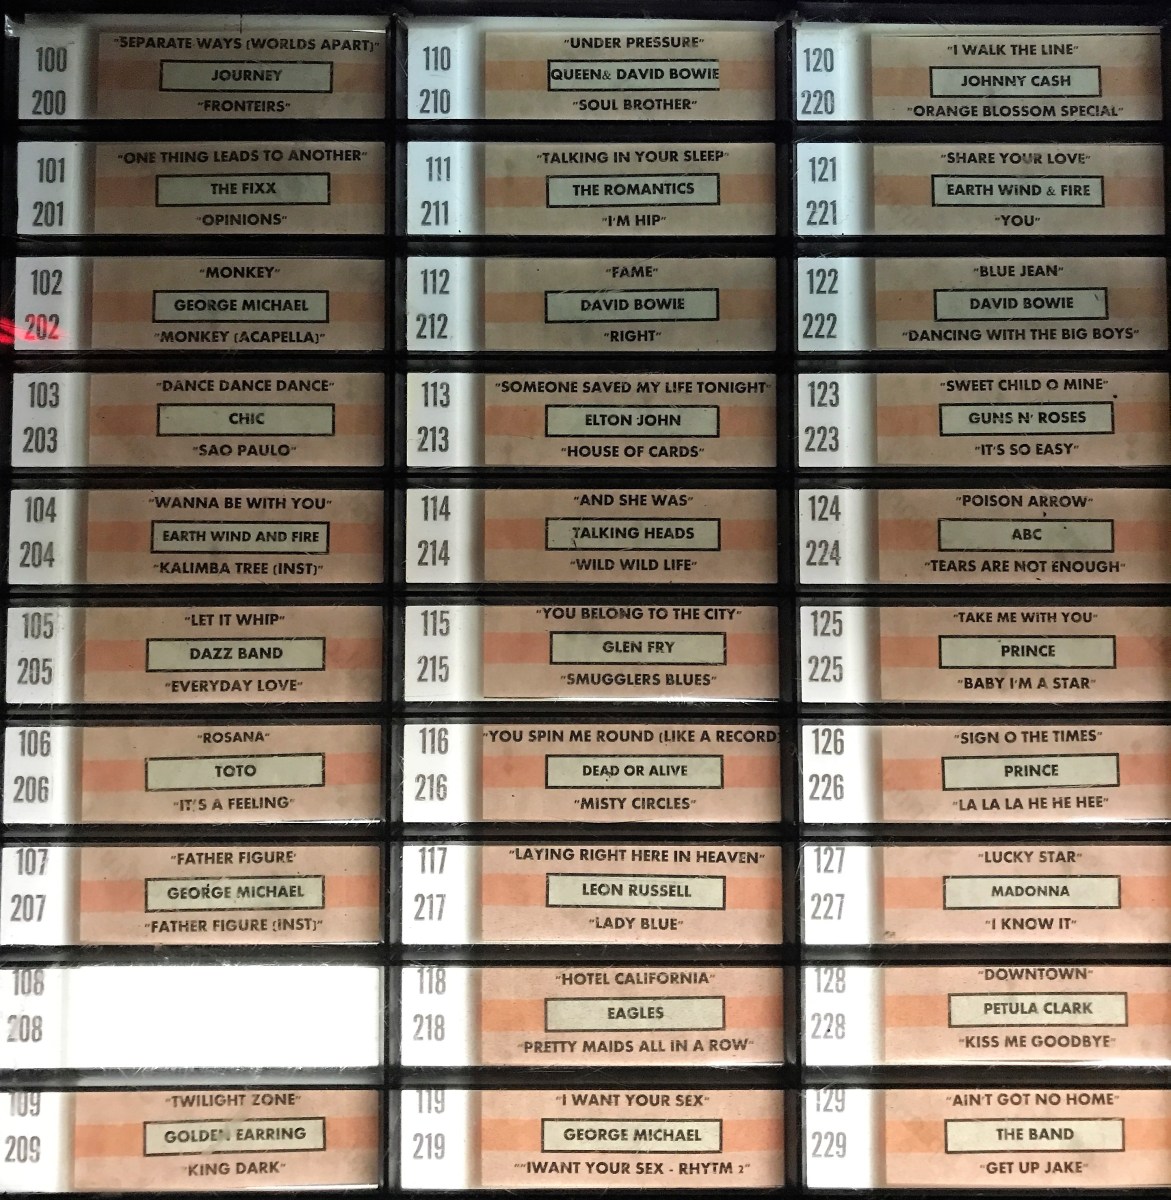 100
"SEPARATE WAYS (WORLDS APART)"
JOURNEY
200
"FRONTEIRS"
101
"ONE THING LEADS TO ANOTHER"
THE FIXX
201
"OPINIONS"
102
"MONKEY"
GEORGE MICHAEL
202
"MONKEY (ACAPELLA)"
103
"DANCE DANCE DANCE"
CHIC
203
"SAO PAULO"
104
"WANNA BE WITH YOU"
EARTH WIND AND FIRE
204
"KALIMBA TREE (INST)"
105
"LET IT WHIP"
DAZZ BAND
205
"EVERYDAY LOVE"
106
"ROSANA"
TOTO
206
"IT'S A FEELING"
107
"FATHER FIGURE'
GEORGE MICHAEL
207
"FATHER FIGURE (INST)"
108
208
109
"TWILIGHT ZONE"
GOLDEN EARRING
209
"KING DARK"
110
"UNDER PRESSURE"
QUEEN& DAVID BOWIE
210
"SOUL BROTHER"
111
"TALKING IN YOUR SLEEP"
THE ROMANTICS
211
"I'M HIP"
112
"FAME"
DAVID BOWIE
212
"RIGHT"
113
"SOMEONE SAVED MY LIFE TONIGHT"
ELTON JOHN
213
"HOUSE OF CARDS"
114
"AND SHE WAS"
TALKING HEADS
214
"WILD WILD LIFE"
115
"YOU BELONG TO THE CITY"
GLEN FRY
215
"SMUGGLERS BLUES"
116
"YOU SPIN ME ROUND (LIKE A RECORD)
DEAD OR ALIVE
216
"MISTY CIRCLES"
117
"LAYING RIGHT HERE IN HEAVEN"
LEON RUSSELL
217
"LADY BLUE"
118
"HOTEL CALIFORNIA"
EAGLES
218
"PRETTY MAIDS ALL IN A ROW"
119
"I WANT YOUR SEX"
GEORGE MICHAEL
219
""IWANT YOUR SEX - RHYTM 2"
120
"I WALK THE LINE"
JOHNNY CASH
220
"ORANGE BLOSSOM SPECIAL"
121
"SHARE YOUR LOVE"
EARTH WIND & FIRE
221
"YOU"
122
"BLUE JEAN"
DAVID BOWIE
222
"DANCING WITH THE BIG BOYS"
123
"SWEET CHILD O MINE"
GUNS N' ROSES
223
"IT'S SO EASY"
124
"POISON ARROW"
ABC
224
"TEARS ARE NOT ENOUGH"
125
"TAKE ME WITH YOU"
PRINCE
225
"BABY I'M A STAR"
126
"SIGN O THE TIMES"
PRINCE
226
"LA LA LA HE HE HEE"
127
"LUCKY STAR"
MADONNA
227
"I KNOW IT"
128
"DOWNTOWN"
PETULA CLARK
228
"KISS ME GOODBYE"
129
"AIN'T GOT NO HOME"
THE BAND
229
"GET UP JAKE"